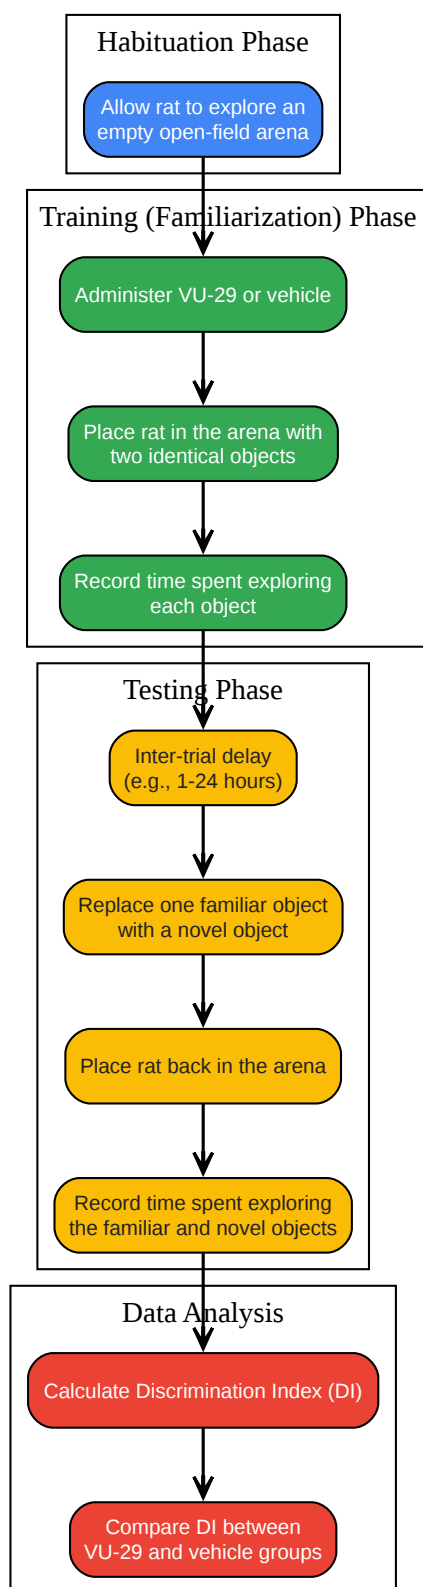 Habituation Phase
Allow rat to explore an
empty open-field arena
Training (Familiarization) Phase
Administer VU-29 or vehicle
Place rat in the arena with
two identical objects
Record time spent exploring
each object
Testing Phase
Inter-trial delay
(e.g., 1-24 hours)
Replace one familiar object
with a novel object
Place rat back in the arena
Record time spent exploring
the familiar and novel objects
Data Analysis
Calculate Discrimination Index (DI)
Compare DI between
VU-29 and vehicle groups